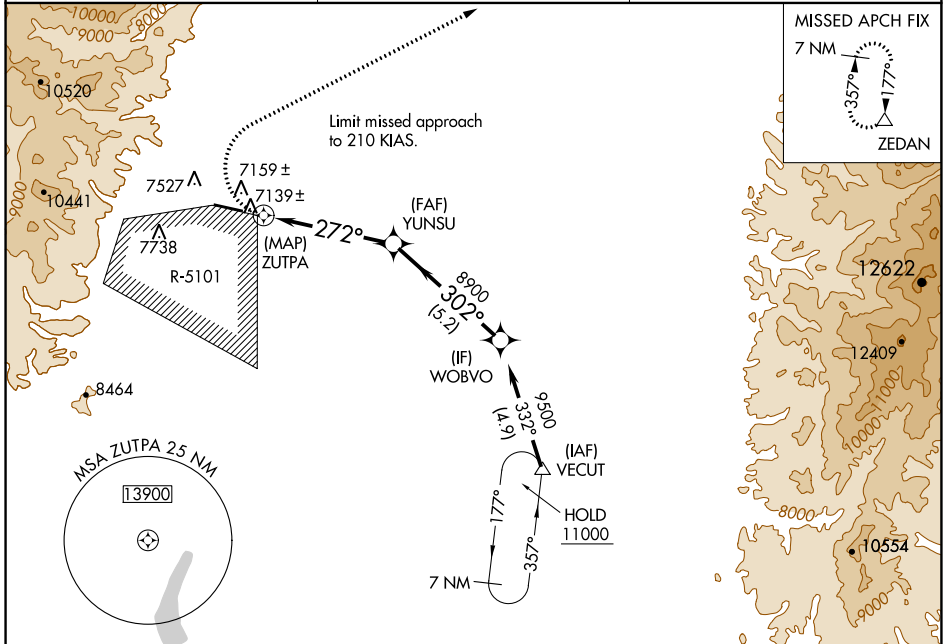 10000
9000
10520
10441
9000
Limit missed approach
to 210 KIAS.
MISSED APCH FIX
7 NM
357°
177°
ZEDAN
7527
7159 ±
7139 ±
7738
R-5101
(MAP)
ZUTPA
272°
(FAF)
YUNSU
8900
302°
(5.2)
(IF)
WOBVO
9500
332°
(4.9)
(IAF)
VECUT
HOLD
11000
177°
357°
7 NM
8464
MSA ZUTPA 25 NM
13900
12622
12409
11000
10000
8000
10554
9000